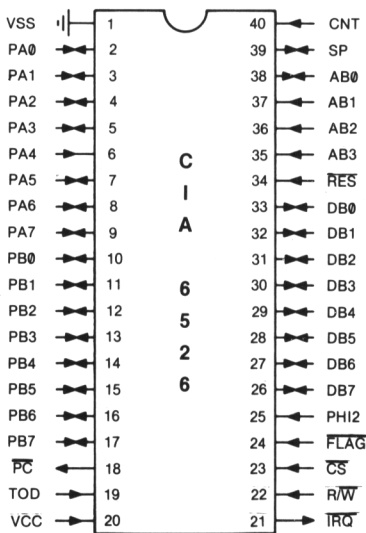 VSS 1 40 CNT
PA0 2 39 SP
PA1 3 38 AB0
PA2 4 37 AB1
PA3 5 36 AB2
PA4 6 35 AB3
PA5 7 34 RES
PA6 8 33 DB0
PA7 9 32 DB1
PB0 10 31 DB2
PB1 11 30 DB3
PB2 12 29 DB4
PB3 13 28 DB5
PB4 14 27 DB6
PB5 15 26 DB7
PB6 16 25 PHI2
PB7 17 24 FLAG
PC 18 23 CS
TOD 19 22 R/W
VCC 20 21 IRQ
CIA 6526